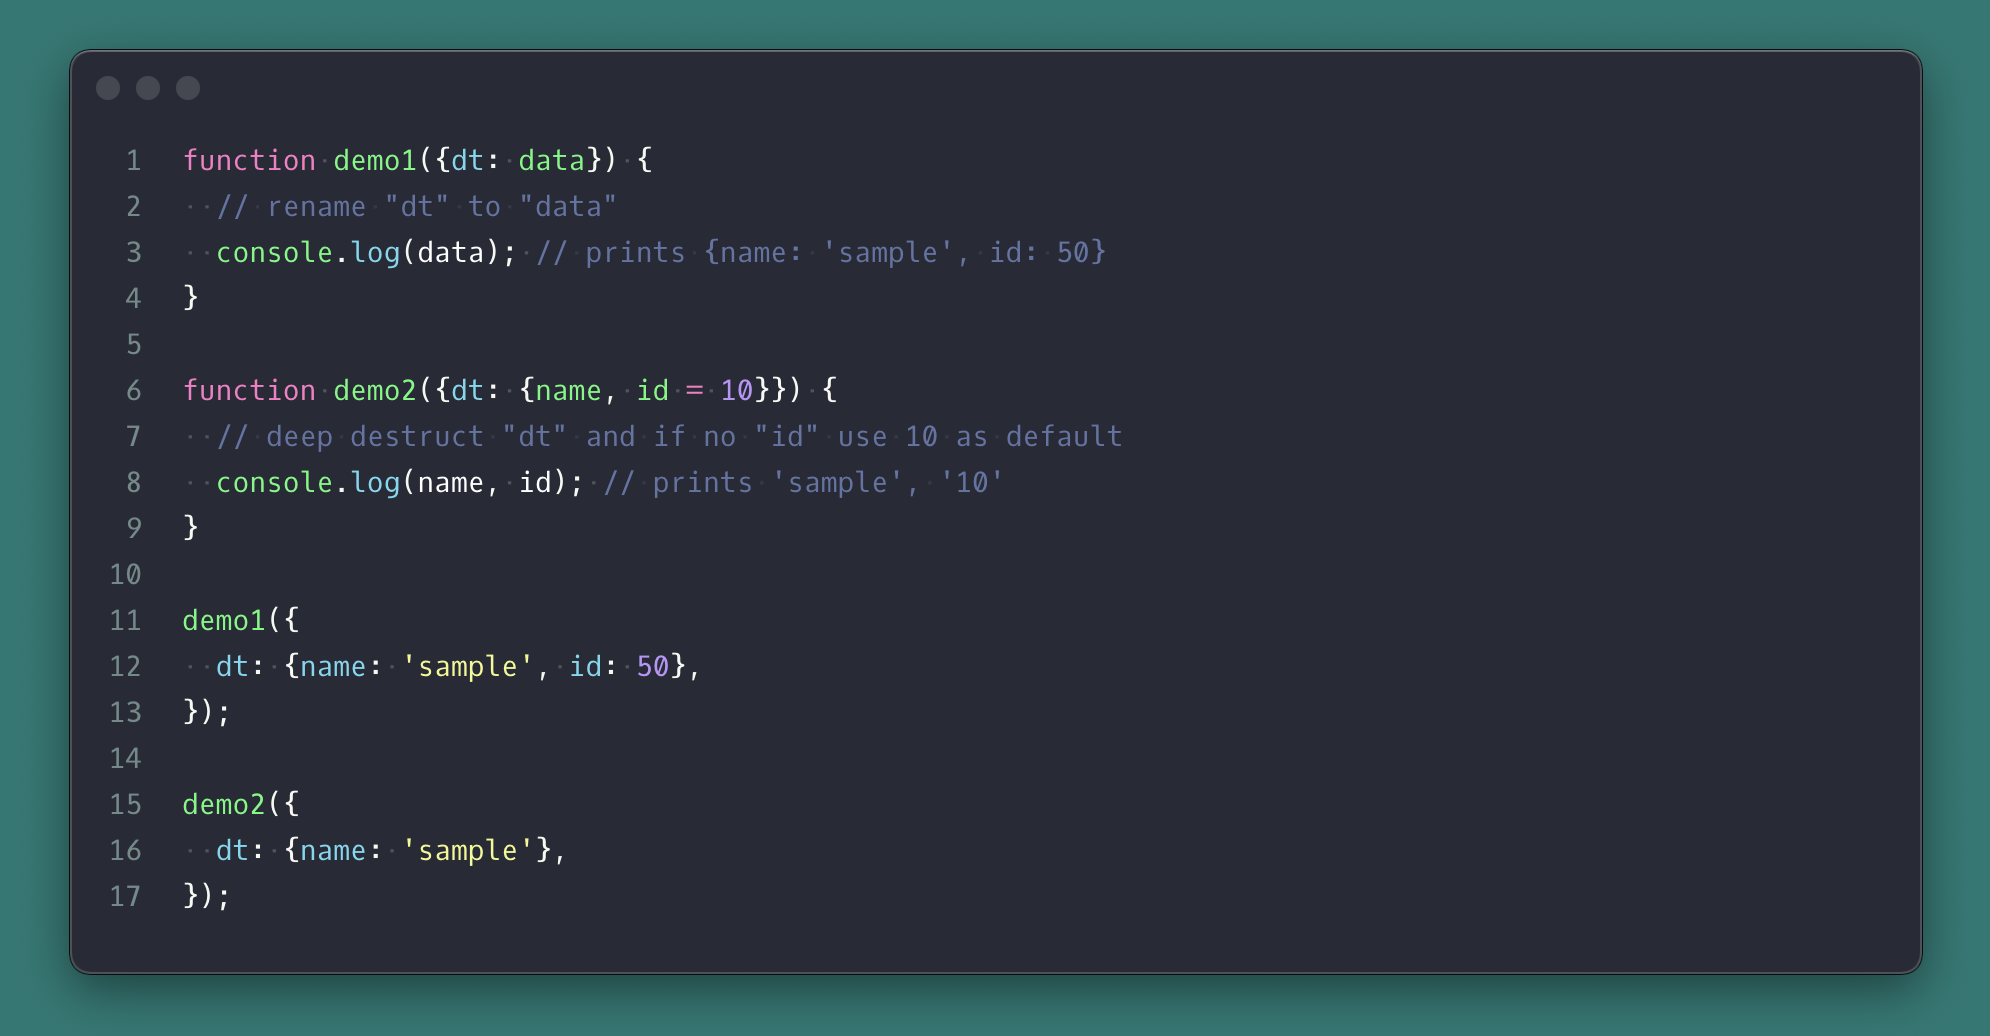 1 function demo1({dt: data}) {
2   // rename "dt" to "data"
3   console.log(data); // prints {name: 'sample', id: 50}
4 }
5
6 function demo2({dt: {name, id = 10}}) {
7   // deep destruct "dt" and if no "id" use 10 as default
8   console.log(name, id); // prints 'sample', '10'
9 }
10
11 demo1({
12   dt: {name: 'sample', id: 50},
13 });
14
15 demo2({
16   dt: {name: 'sample'},
17 });